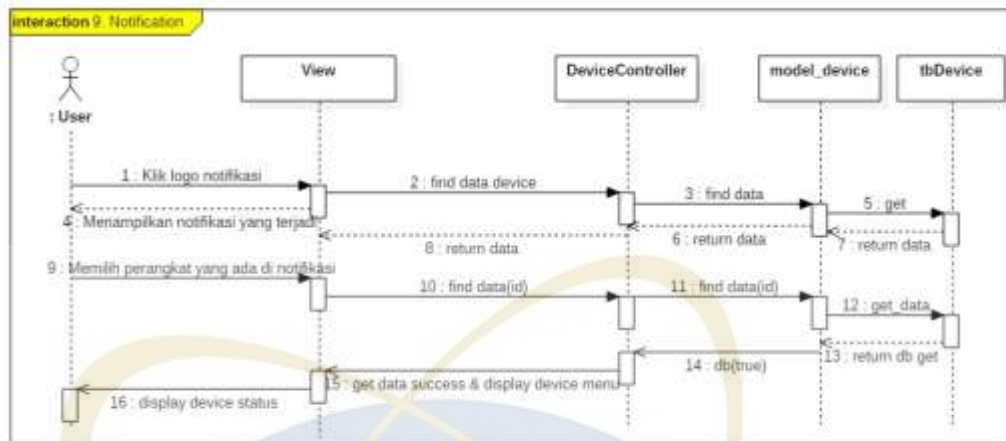 interaction 9. Notification
View
DeviceController
model_device
tbDevice
: User
1 : Klik logo notifikasi
2 : find data device
3 : find data
5 : get
4 : Menampilkan notifikasi yang terjadi
8 : return data
6 : return data
7 : return data
9 : Memilih perangkat yang ada di notifikasi
10 : find data(id)
11 : find data(id)
12 : get_data
13 : return db get
14 : db(true)
15 : get data success & display device menu
16 : display device status